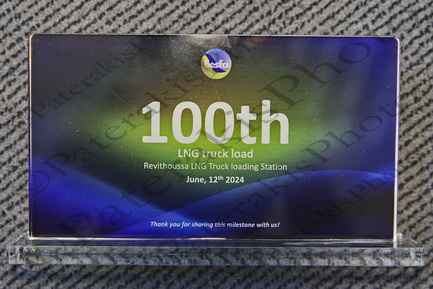 Desfa
100th
LNG truck load
Revithoussa LNG Truck loading Station
June, 12th 2024
Thank you for sharing this milestone with us!
© PaterakisPhoto